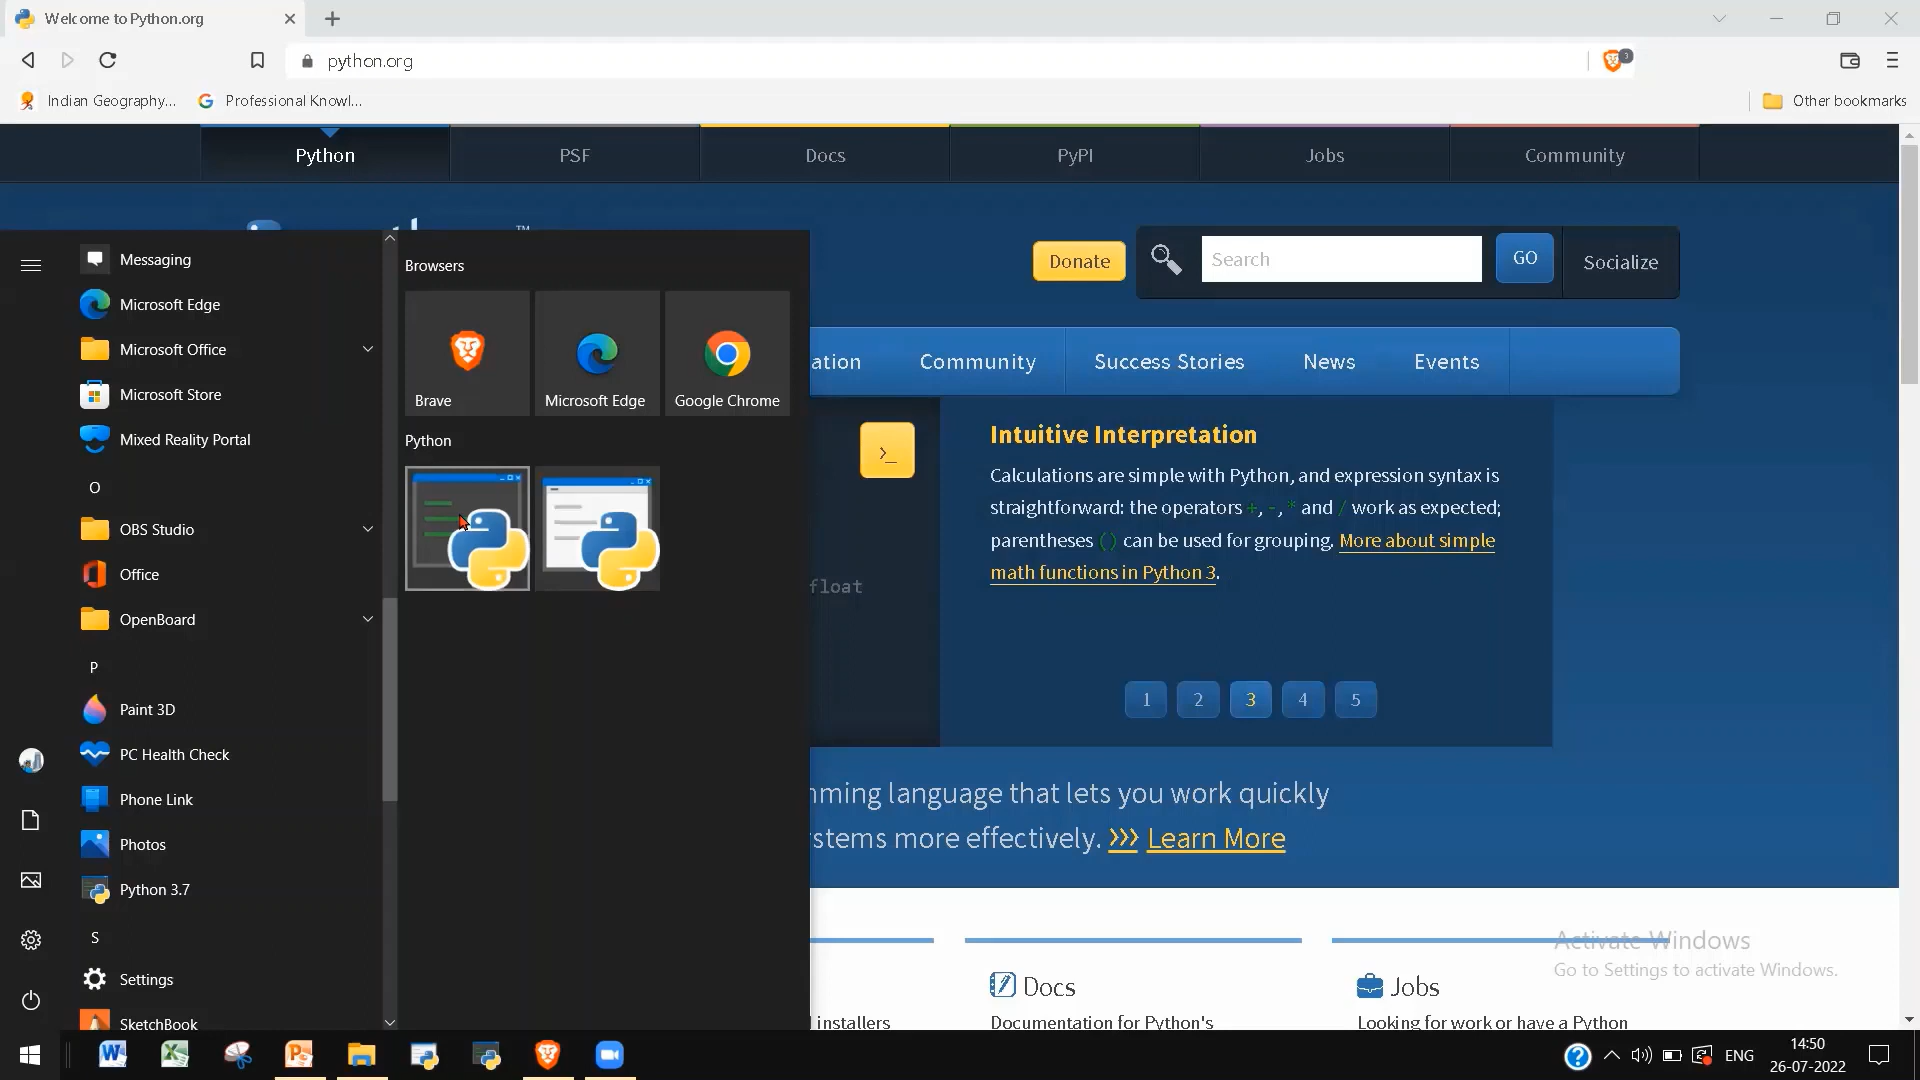 Welcome to Python.org
python.org
3
Indian Geography...
Professional Knowl...
Other bookmarks
Python
PSF
Docs
PyPI
Jobs
Community
TM
Donate
Search
GO
Socialize
ation
Community
Success Stories
News
Events
>_
float
Intuitive Interpretation
Calculations are simple with Python, and expression syntax is
straightforward: the operators +, -, * and / work as expected;
parentheses () can be used for grouping. More about simple
math functions in Python 3.
1 2 3 4 5
mming language that lets you work quickly
stems more effectively. >>> Learn More
Messaging
Microsoft Edge
Microsoft Office
Microsoft Store
Mixed Reality Portal
O
OBS Studio
Office
OpenBoard
P
Paint 3D
PC Health Check
Phone Link
Photos
Python 3.7
S
Settings
SketchBook
Browsers
Brave
Microsoft Edge
Google Chrome
Python
Activate Windows
Go to Settings to activate Windows.
Docs
Jobs
installers
Documentation for Python's
Looking for work or have a Python
ENG
14:50
26-07-2022